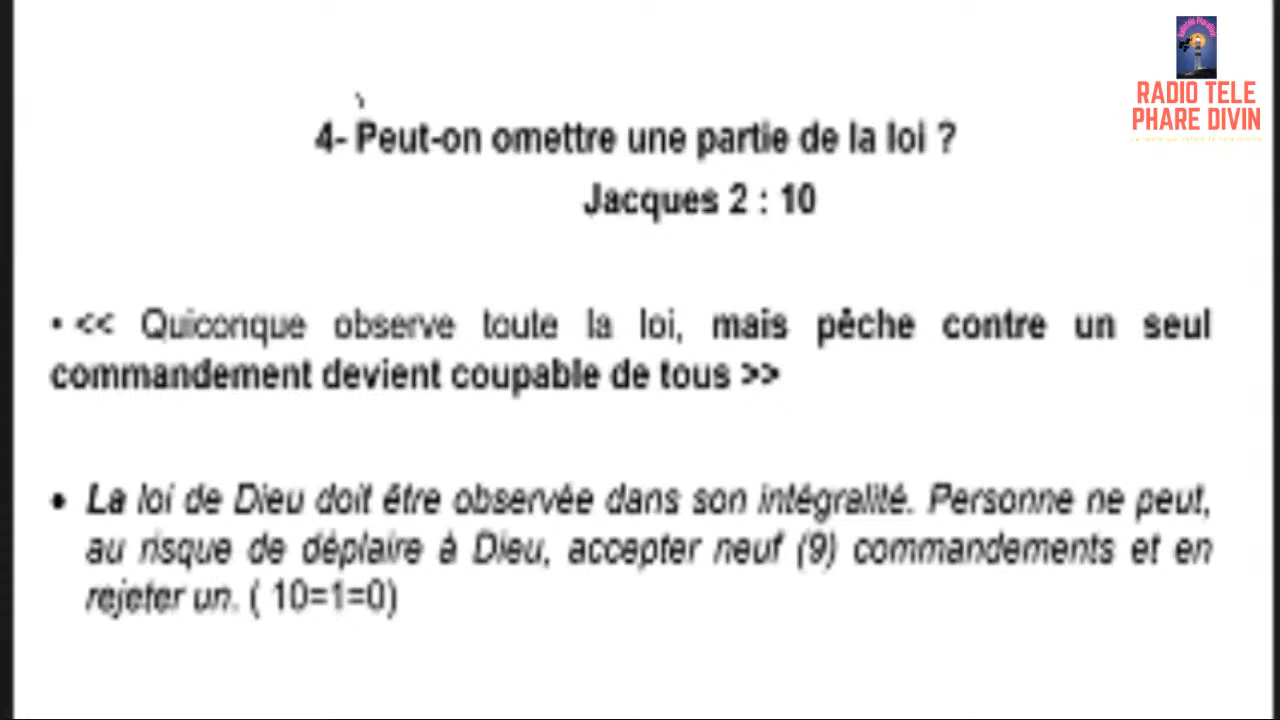 RADIO TELE
PHARE DIVIN
4- Peut-on omettre une partie de la loi ?
Jacques 2 : 10
• << Quiconque observe toute la loi, mais pêche contre un seul
commandement devient coupable de tous >>
• La loi de Dieu doit être observée dans son intégralité. Personne ne peut,
au risque de déplaire à Dieu, accepter neuf (9) commandements et en
rejeter un. ( 10=1=0)